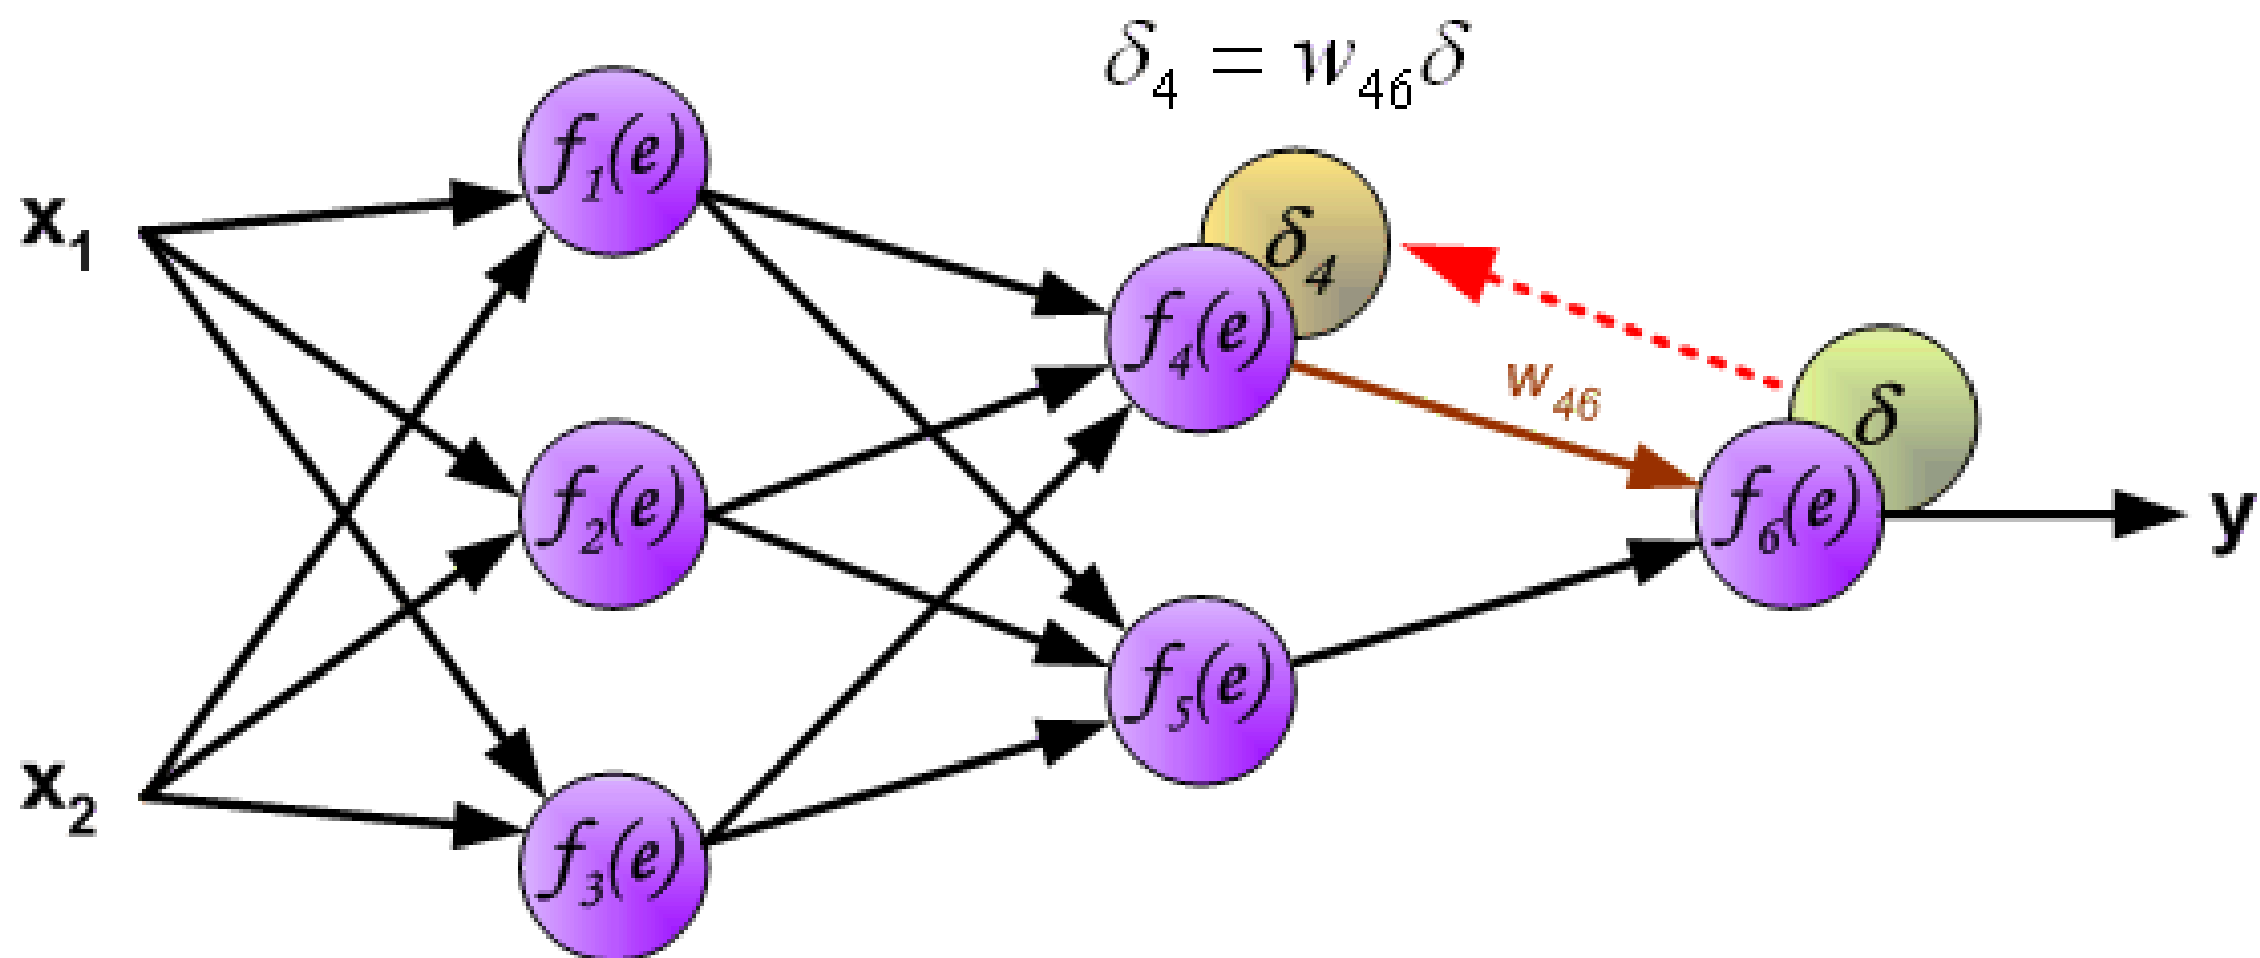 δ₄ = w₄₆δ
x₁
x₂
f₁(e)
f₂(e)
f₃(e)
f₄(e)
δ₄
f₅(e)
w₄₆
f₆(e)
δ
y